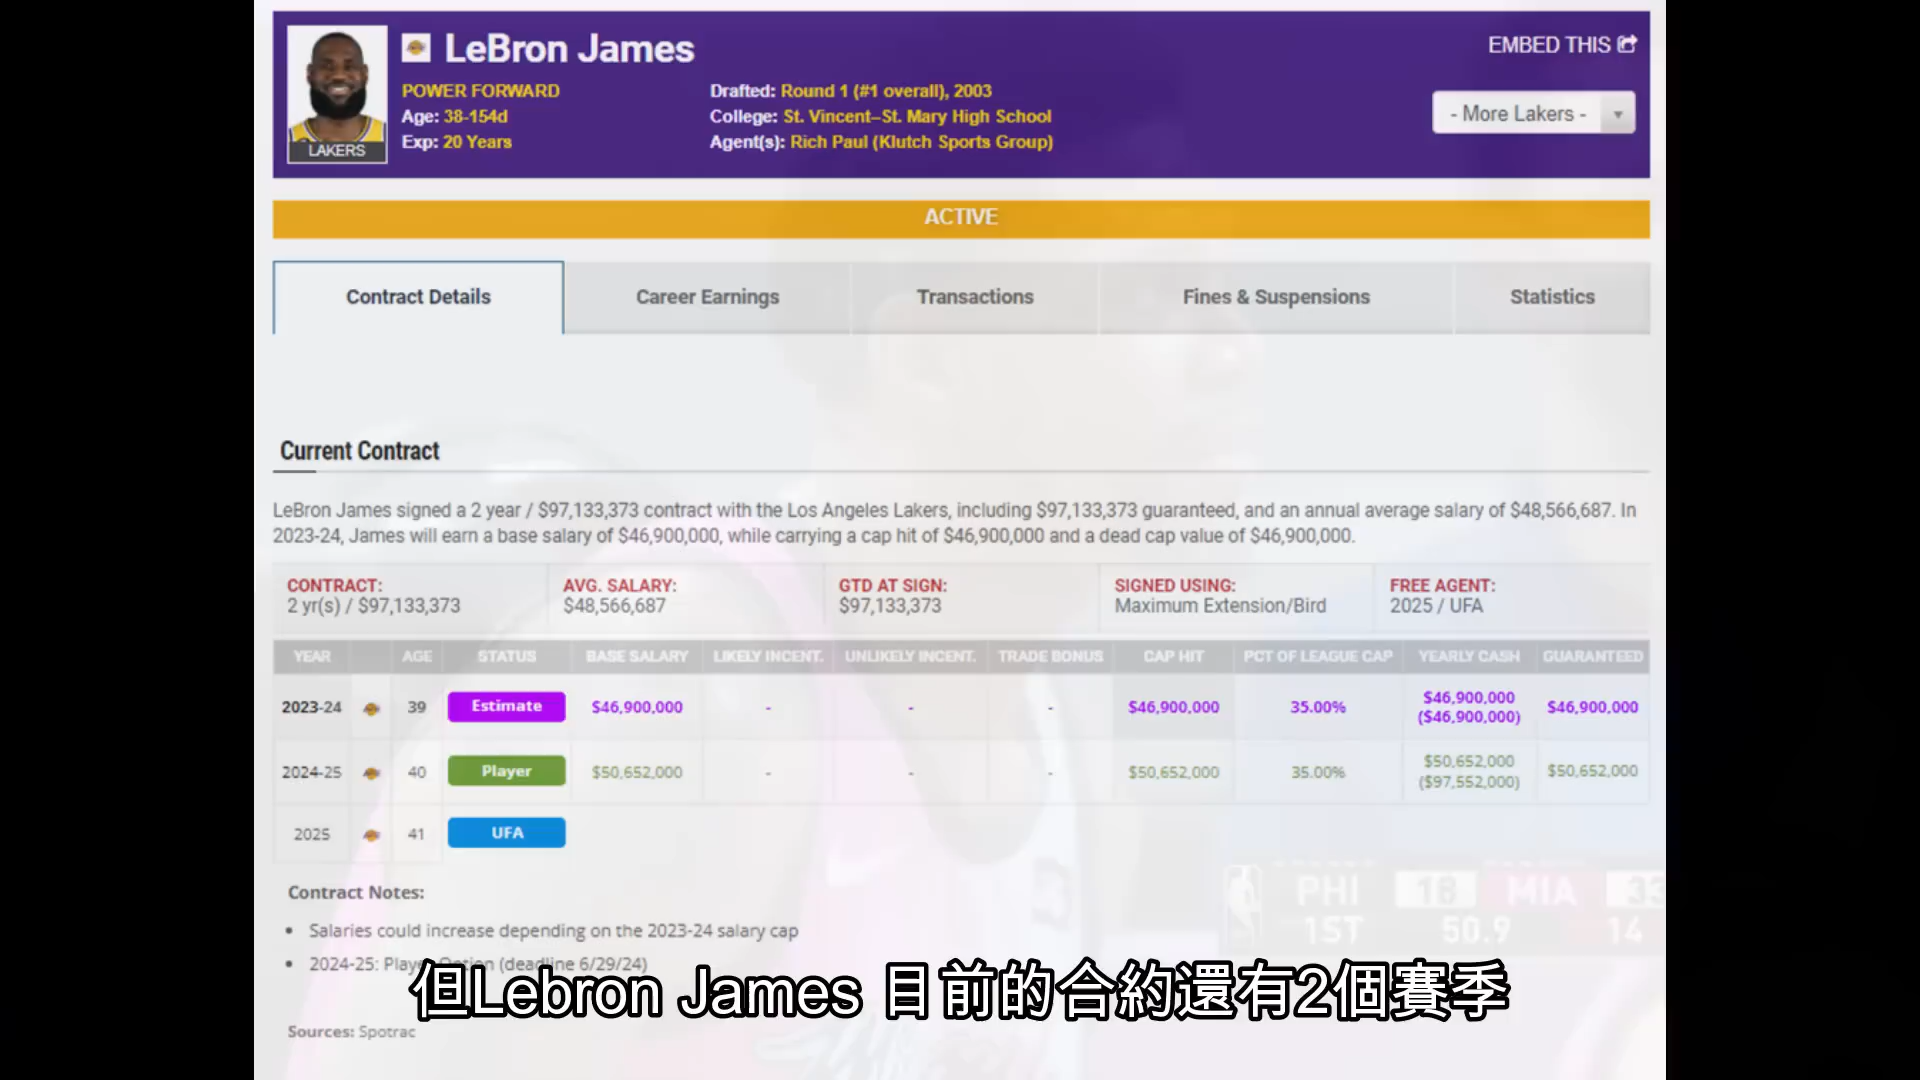 LeBron James
EMBED THIS
POWER FORWARD
Age: 38-154d
Exp: 20 Years
Drafted: Round 1 (#1 overall), 2003
College: St. Vincent–St. Mary High School
Agent(s): Rich Paul (Klutch Sports Group)
- More Lakers -
LAKERS
ACTIVE
Contract Details Career Earnings Transactions Fines & Suspensions Statistics
Current Contract
LeBron James signed a 2 year / $97,133,373 contract with the Los Angeles Lakers, including $97,133,373 guaranteed, and an annual average salary of $48,566,687. In
2023-24, James will earn a base salary of $46,900,000, while carrying a cap hit of $46,900,000 and a dead cap value of $46,900,000.
CONTRACT: AVG. SALARY: GTD AT SIGN: SIGNED USING: FREE AGENT:
2 yr(s) / $97,133,373 $48,566,687 $97,133,373 Maximum Extension/Bird 2025 / UFA
YEAR AGE STATUS BASE SALARY LIKELY INCENT. UNLIKELY INCENT. TRADE BONUS CAP HIT PCT OF LEAGUE CAP YEARLY CASH GUARANTEED
2023-24 39 Estimate $46,900,000 - - - $46,900,000 35.00% $46,900,000 ($46,900,000) $46,900,000
2024-25 40 Player $50,652,000 - - - $50,652,000 35.00% $50,652,000 ($97,552,000) $50,652,000
2025 41 UFA
Contract Notes:
• Salaries could increase depending on the 2023-24 salary cap
• 2024-25: Player Option (deadline 6/29/24)
PHI 18 MIA 33
1ST 50.9 14
但Lebron James 目前的合約還有2個賽季
Sources: Spotrac